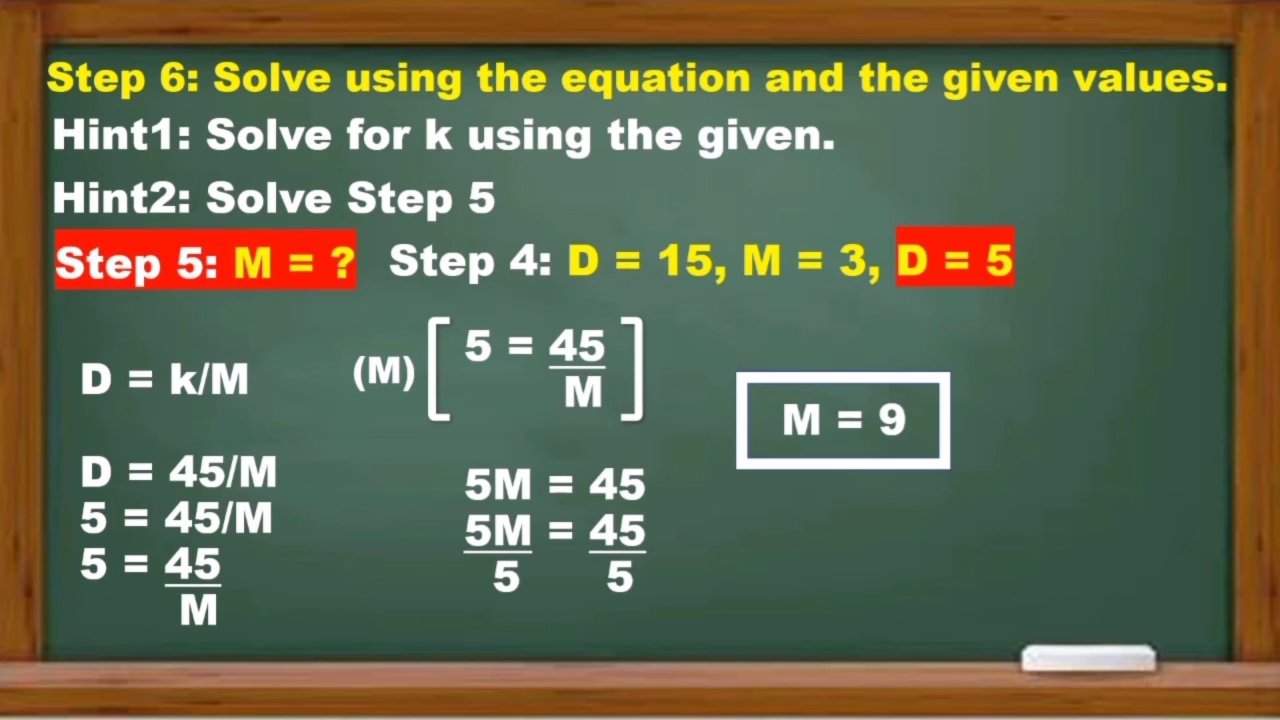 Step 6: Solve using the equation and the given values.
Hint1: Solve for k using the given.
Hint2: Solve Step 5
Step 5: M = ? Step 4: D = 15, M = 3, D = 5
D = k/M
D = 45/M
5 = 45/M
5 = 45
M
(M) [ 5 = 45 ]
M
5M = 45
5M = 45
5 5
M = 9